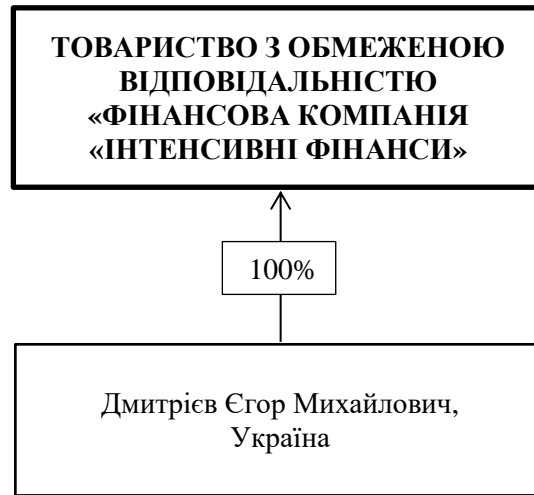 ТОВАРИСТВО З ОБМЕЖЕНОЮ
ВІДПОВІДАЛЬНІСТЮ
«ФІНАНСОВА КОМПАНІЯ
«ІНТЕНСИВНІ ФІНАНСИ»
100%
Дмитрієв Єгор Михайлович,
Україна